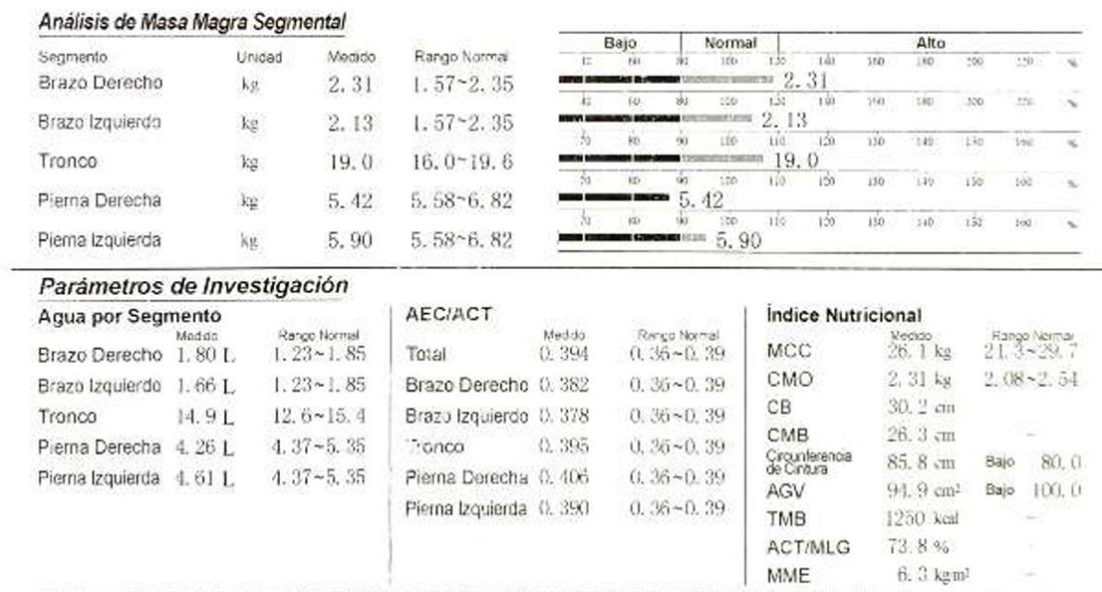 Análisis de Masa Magra Segmental
Segmento Unidad Medido Rango Normal Bajo Normal Alto
Brazo Derecho kg 2.31 1.57~2.35 2.31
Brazo Izquierdo kg 2.13 1.57~2.35 2.13
Tronco kg 19.0 16.0~19.6 19.0
Pierna Derecha kg 5.42 5.58~6.82 5.42
Pierna Izquierda kg 5.90 5.58~6.82 5.90
Parámetros de Investigación
Agua por Segmento
Medido Rango Normal
Brazo Derecho 1.80 L 1.23~1.85
Brazo Izquierdo 1.66 L 1.23~1.85
Tronco 14.9 L 12.6~15.4
Pierna Derecha 4.26 L 4.37~5.35
Pierna Izquierda 4.61 L 4.37~5.35
AEC/ACT
Medido Rango Normal
Total 0.394 0.36~0.39
Brazo Derecho 0.382 0.36~0.39
Brazo Izquierdo 0.378 0.36~0.39
Tronco 0.395 0.36~0.39
Pierna Derecha 0.406 0.36~0.39
Pierna Izquierda 0.390 0.36~0.39
Índice Nutricional
Medido Rango Normal
MCC 26.1 kg 21.3~29.7
CMO 2.31 kg 2.08~2.54
CB 30.2 cm
CMB 26.3 cm -
Circunferencia de Cintura 85.8 cm Bajo 80.0
AGV 94.9 cm² Bajo 100.0
TMB 1250 kcal -
ACT/MLG 73.8 % -
MME 6.3 kg/m² -